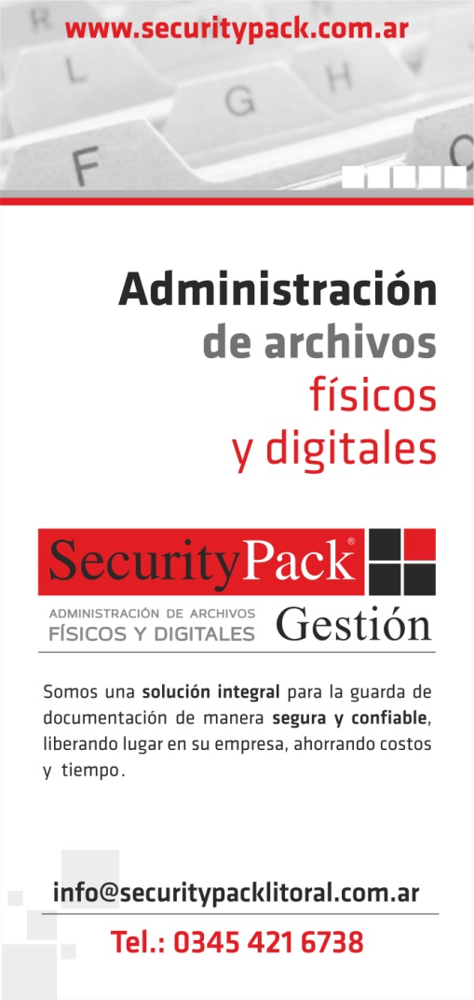 www.securitypack.com.ar
R
L
G
H
F
Administración
de archivos
físicos
y digitales
SecurityPack®
ADMINISTRACIÓN DE ARCHIVOS
FÍSICOS Y DIGITALES
Gestión
Somos una solución integral para la guarda de
documentación de manera segura y confiable,
liberando lugar en su empresa, ahorrando costos
y tiempo.
info@securitypacklitoral.com.ar
Tel.: 0345 421 6738